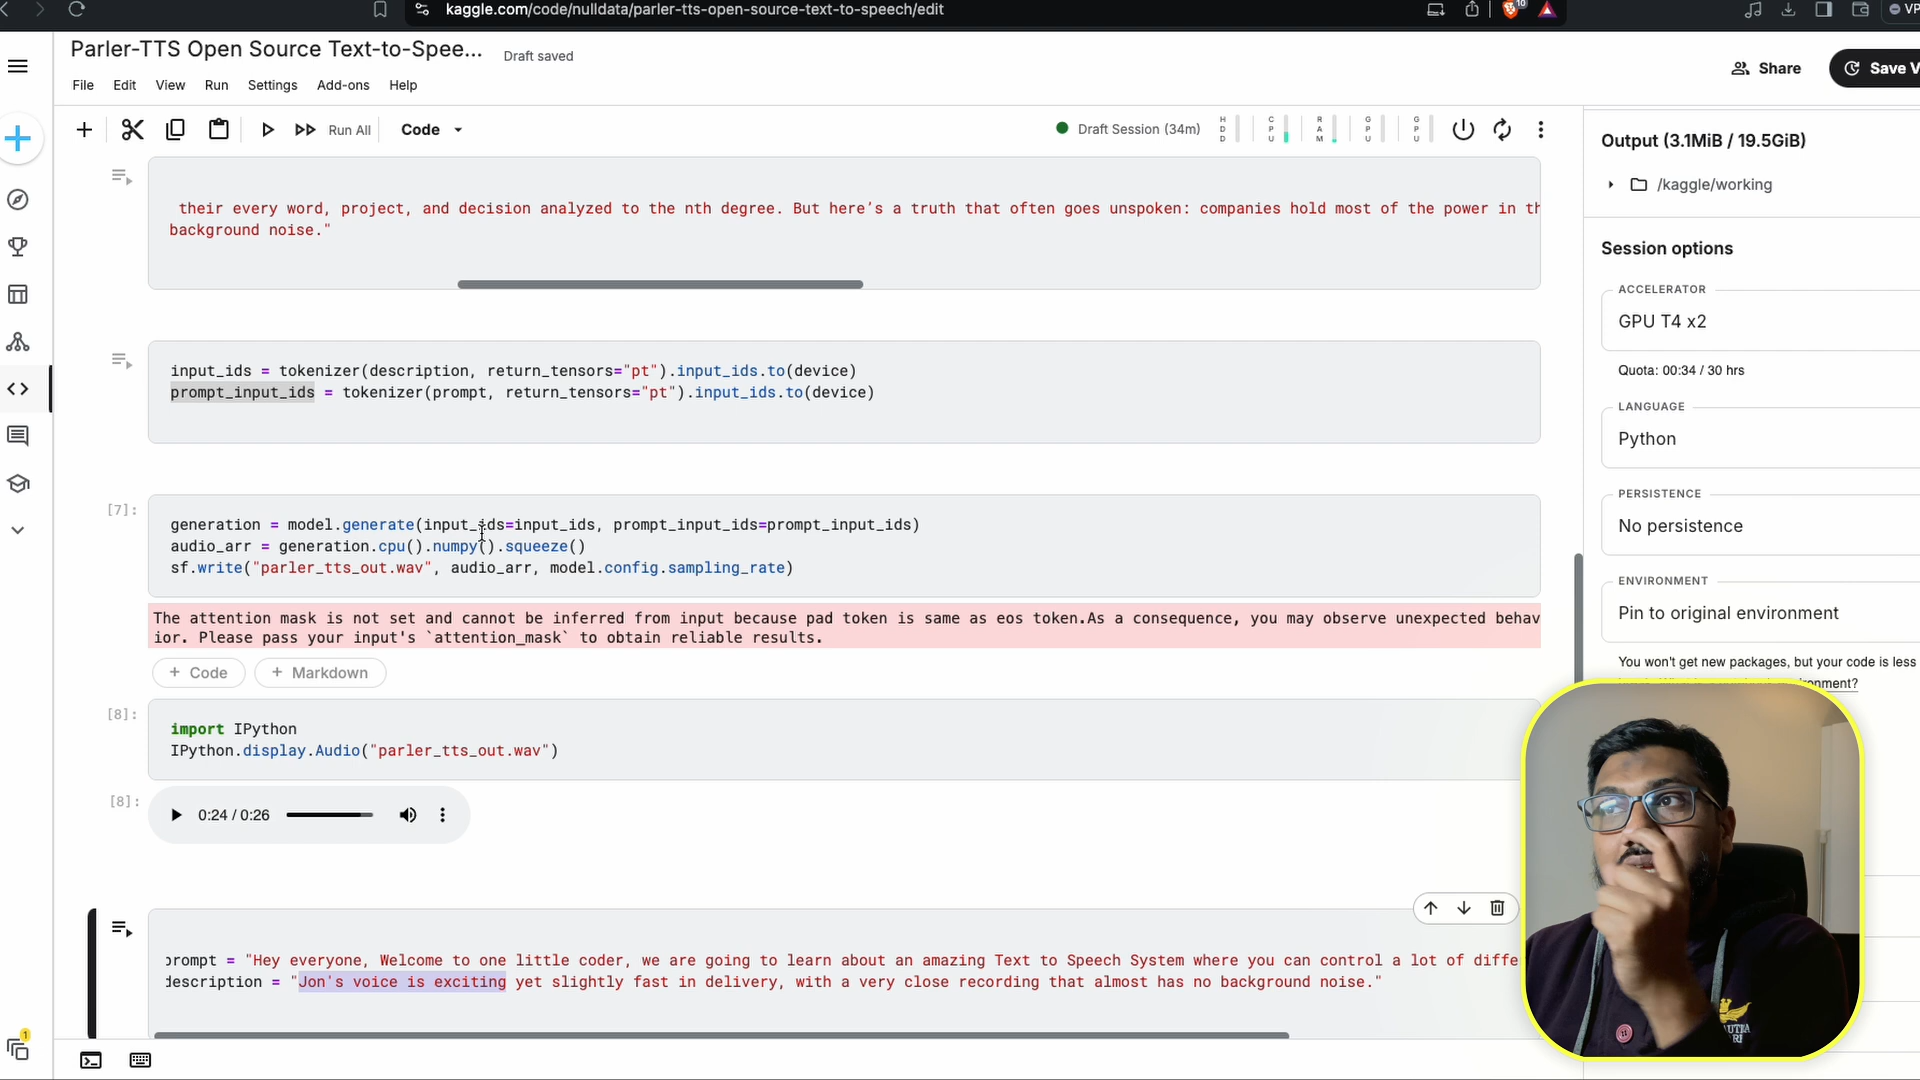 kaggle.com/code/nulldata/parler-tts-open-source-text-to-speech/edit
10
VP
Parler-TTS Open Source Text-to-Spee...
Draft saved
Share
Save V
File Edit View Run Settings Add-ons Help
Run All
Code
Draft Session (34m)
HDD
CPU
RAM
GPU
GPU
their every word, project, and decision analyzed to the nth degree. But here’s a truth that often goes unspoken: companies hold most of the power in th
background noise."
input_ids = tokenizer(description, return_tensors="pt").input_ids.to(device)
prompt_input_ids = tokenizer(prompt, return_tensors="pt").input_ids.to(device)
[7]:
generation = model.generate(input_ids=input_ids, prompt_input_ids=prompt_input_ids)
audio_arr = generation.cpu().numpy().squeeze()
sf.write("parler_tts_out.wav", audio_arr, model.config.sampling_rate)
The attention mask is not set and cannot be inferred from input because pad token is same as eos token.As a consequence, you may observe unexpected behav
ior. Please pass your input's `attention_mask` to obtain reliable results.
+ Code
+ Markdown
[8]:
import IPython
IPython.display.Audio("parler_tts_out.wav")
[8]:
0:24 / 0:26
prompt = "Hey everyone, Welcome to one little coder, we are going to learn about an amazing Text to Speech System where you can control a lot of diffe
description = "Jon's voice is exciting yet slightly fast in delivery, with a very close recording that almost has no background noise."
1
Output (3.1MiB / 19.5GiB)
/kaggle/working
Session options
ACCELERATOR
GPU T4 x2
Quota: 00:34 / 30 hrs
LANGUAGE
Python
PERSISTENCE
No persistence
ENVIRONMENT
Pin to original environment
You won't get new packages, but your code is less